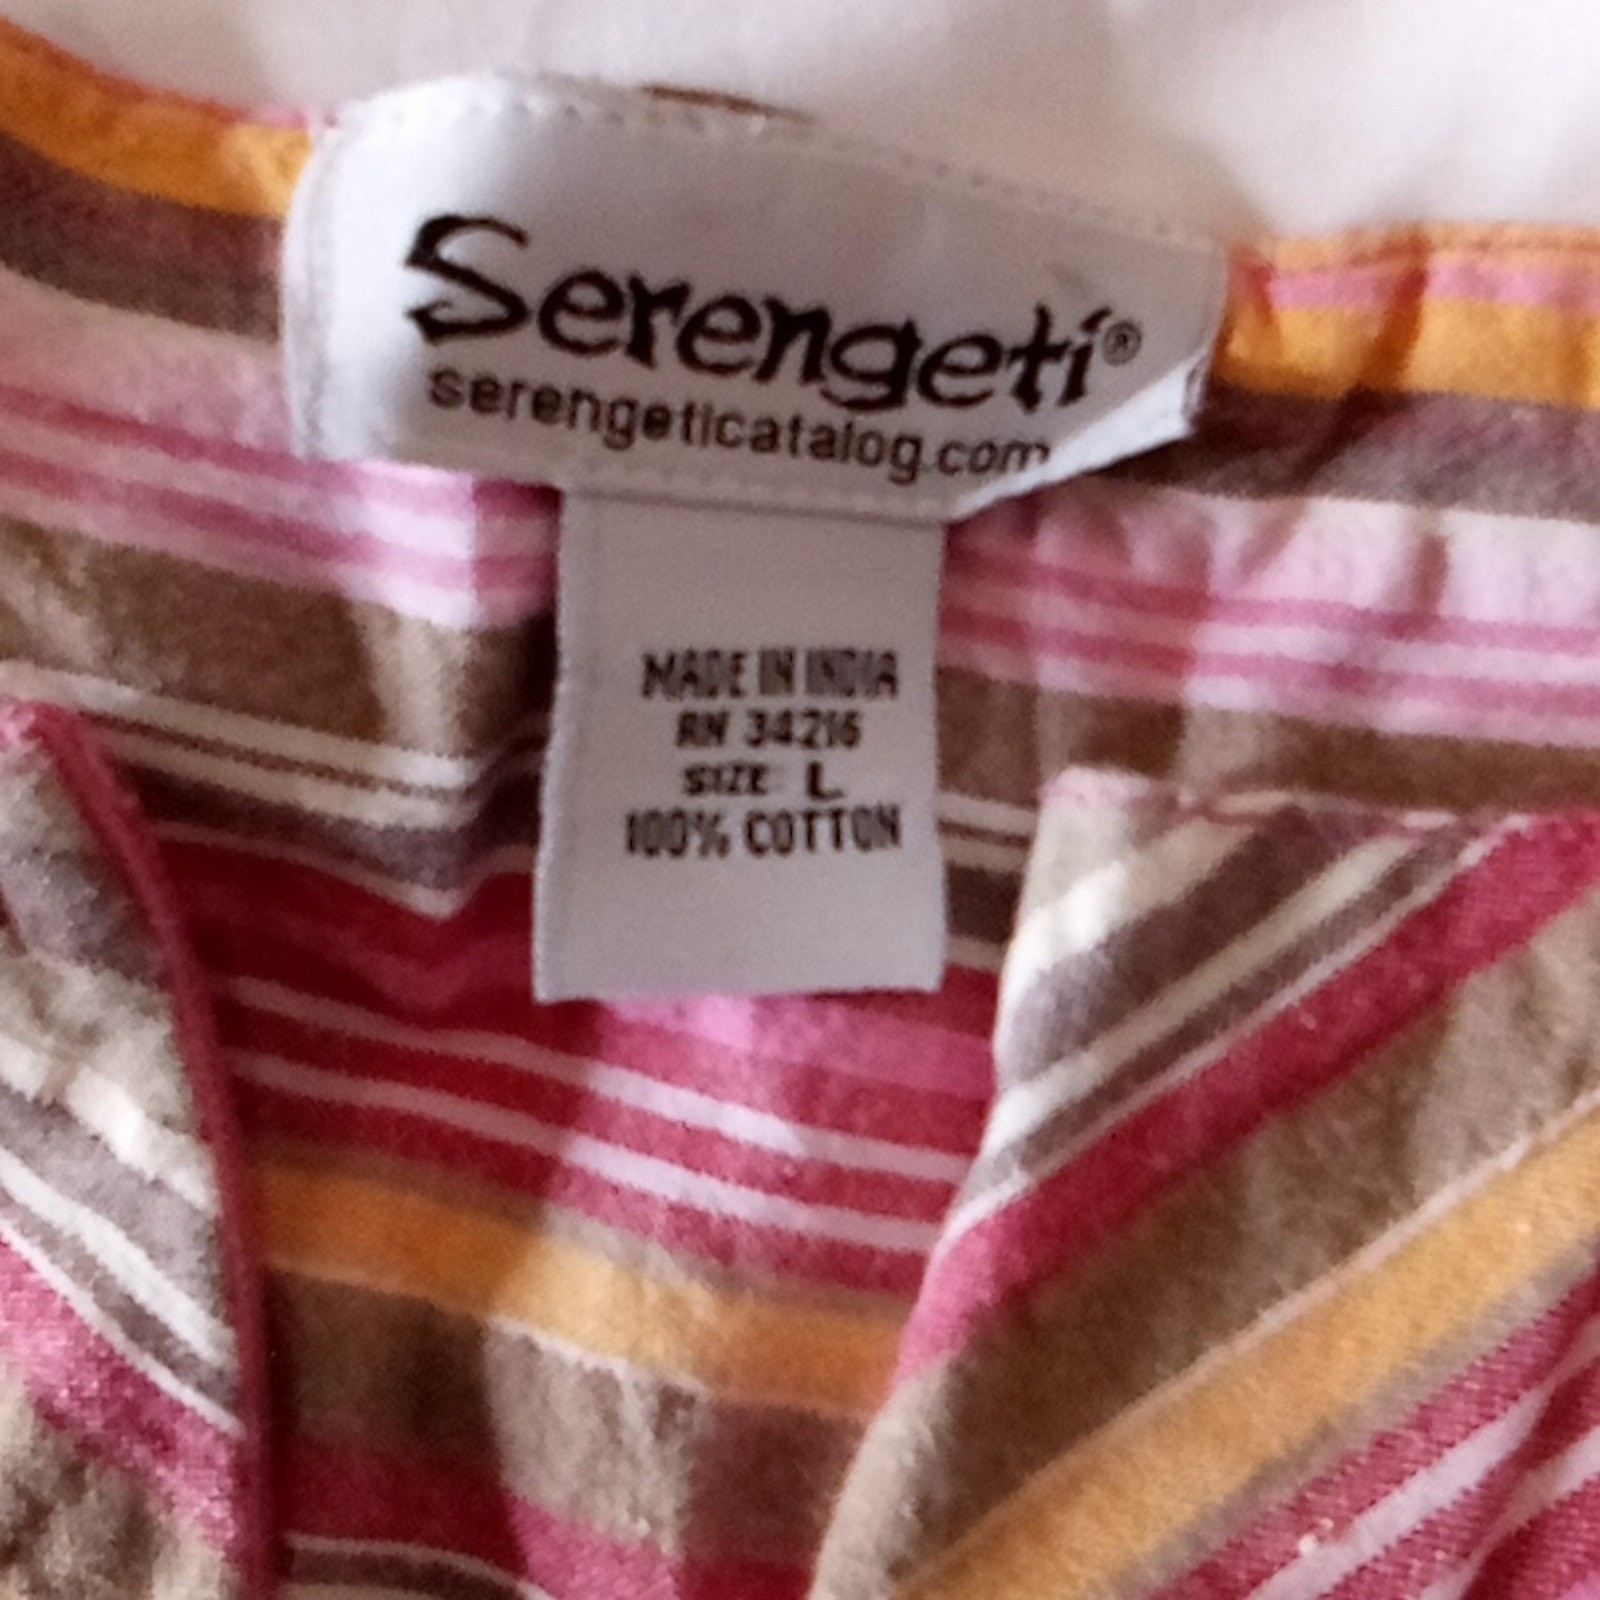 Serengeti®
serengeticatalog.com
MADE IN INDIA
RN 34216
SIZE L
100% COTTON